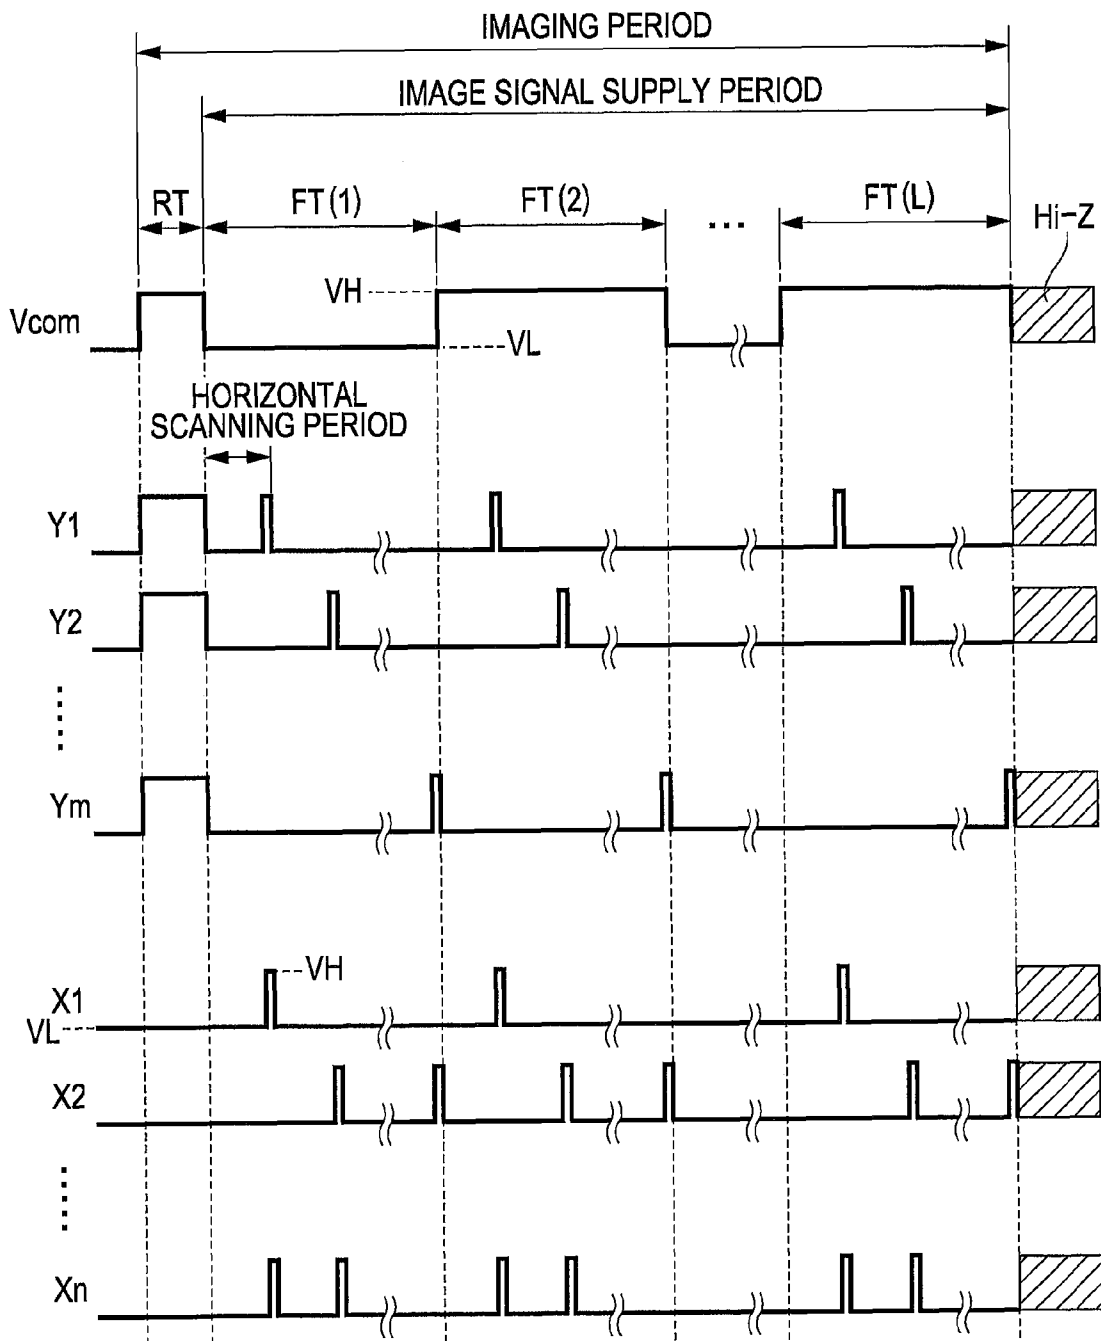 IMAGING PERIOD
IMAGE SIGNAL SUPPLY PERIOD
RT FT(1) FT(2) ... FT(L) Hi-Z
VH
Vcom
VL
HORIZONTAL
SCANNING PERIOD
Y1
Y2
Ym
VH
X1
VL
X2
Xn